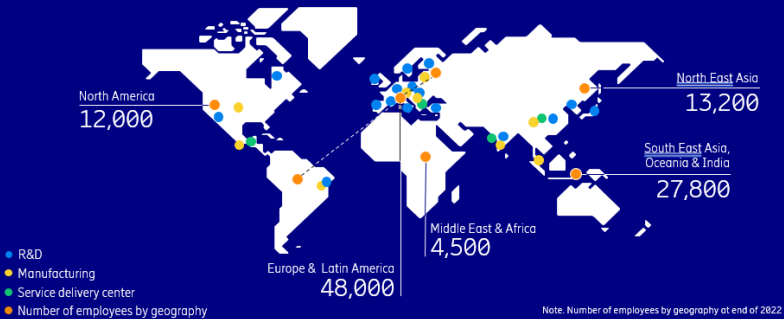 North America
12,000
North East Asia
13,200
South East Asia,
Oceania & India
27,800
Middle East & Africa
4,500
Europe & Latin America
48,000
R&D
Manufacturing
Service delivery center
Number of employees by geography
Note. Number of employees by geography at end of 2022